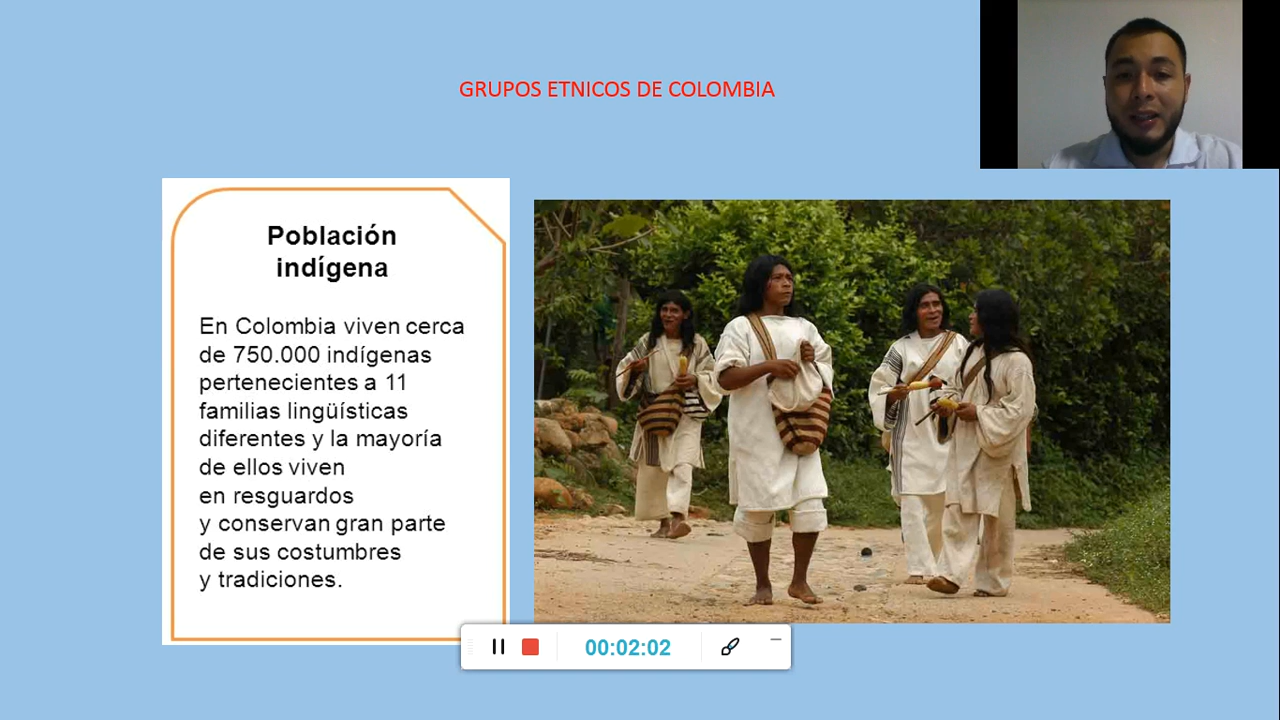 GRUPOS ETNICOS DE COLOMBIA
Población
indígena
En Colombia viven cerca
de 750.000 indígenas
pertenecientes a 11
familias lingüísticas
diferentes y la mayoría
de ellos viven
en resguardos
y conservan gran parte
de sus costumbres
y tradiciones.
00:02:02